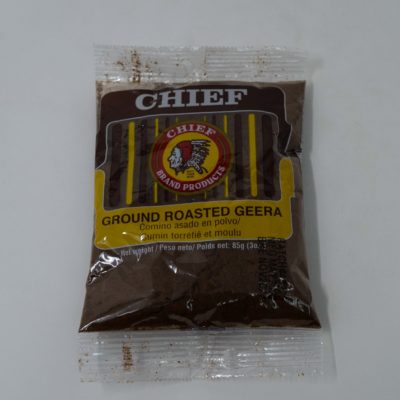 CHIEF
CHIEF
BRAND PRODUCTS
GROUND ROASTED GEERA
Comino asado en polvo/
Cumin torréfié et moulu
Net weight / Peso neto/ Poids net: 85g (3oz)